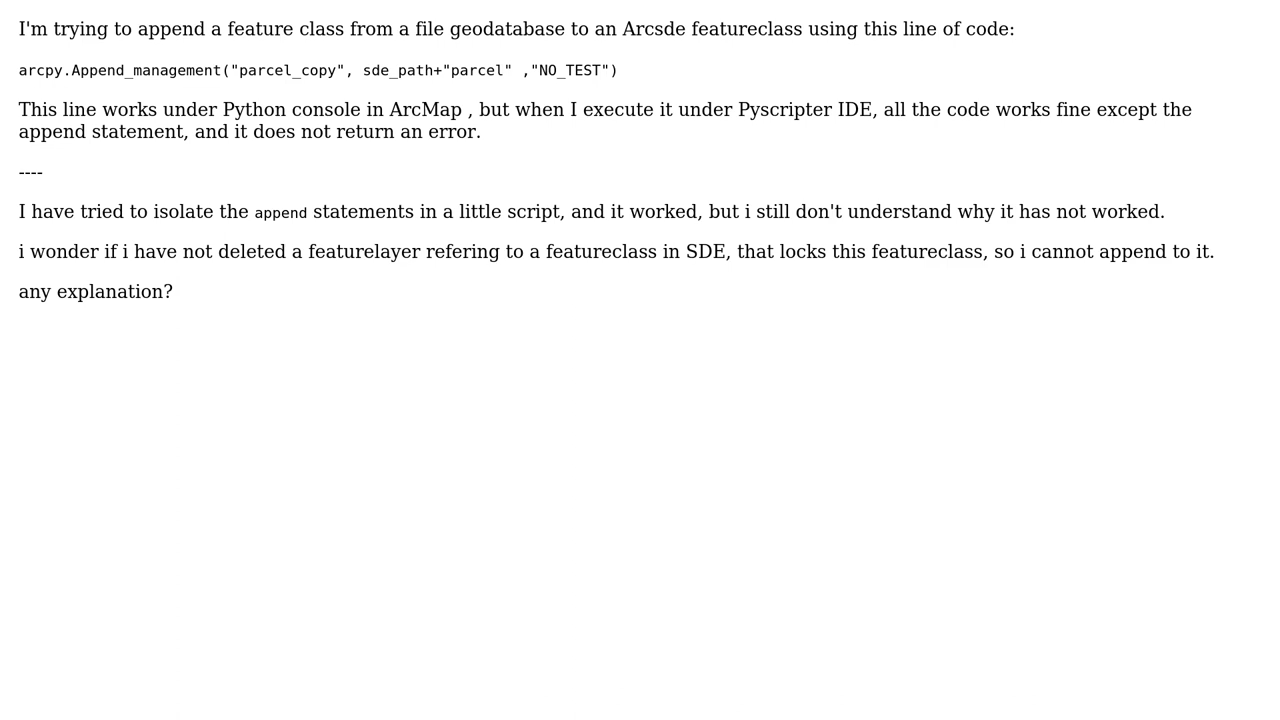 I'm trying to append a feature class from a file geodatabase to an Arcsde featureclass using this line of code:
arcpy.Append_management("parcel_copy", sde_path+"parcel" ,"NO_TEST")
This line works under Python console in ArcMap , but when I execute it under Pyscripter IDE, all the code works fine except the
append statement, and it does not return an error.
----
I have tried to isolate the append statements in a little script, and it worked, but i still don't understand why it has not worked.
i wonder if i have not deleted a featurelayer refering to a featureclass in SDE, that locks this featureclass, so i cannot append to it.
any explanation?